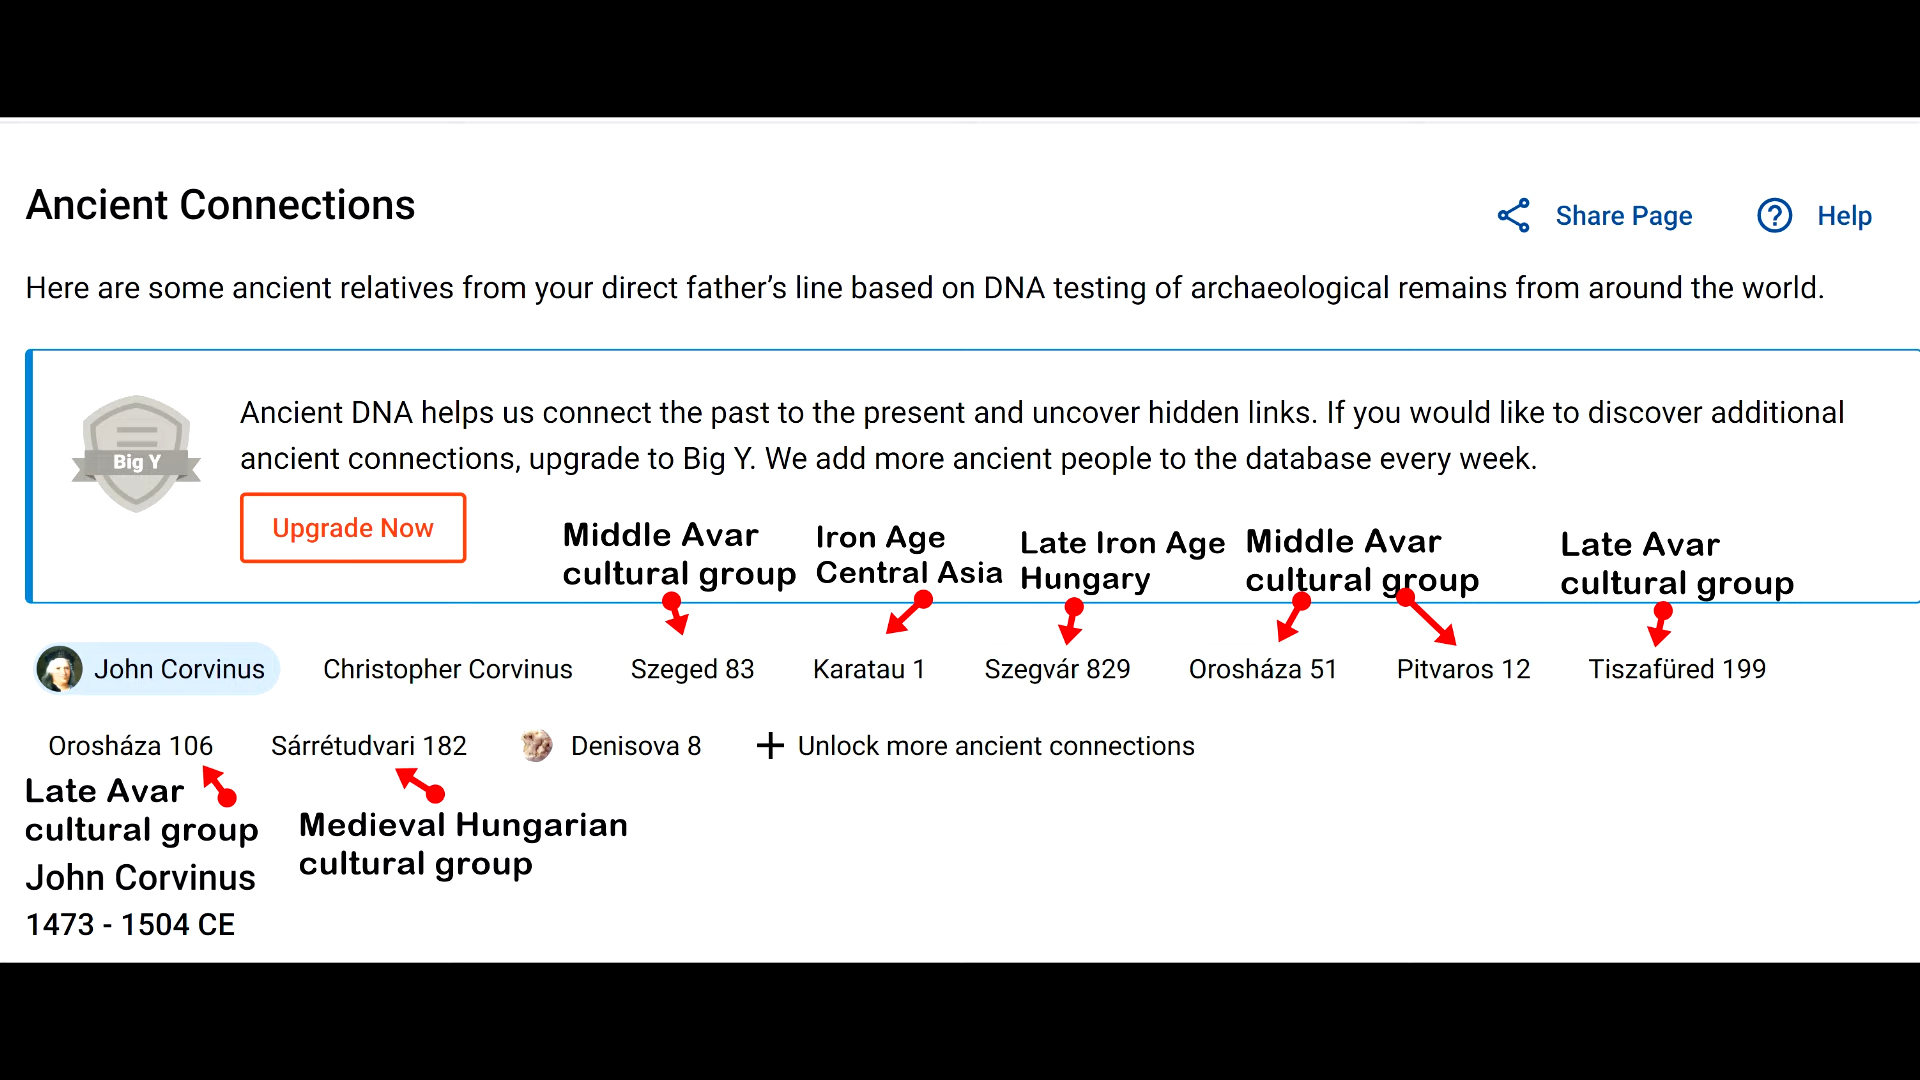 Ancient Connections
Share Page
Help
Here are some ancient relatives from your direct father’s line based on DNA testing of archaeological remains from around the world.
Ancient DNA helps us connect the past to the present and uncover hidden links. If you would like to discover additional
ancient connections, upgrade to Big Y. We add more ancient people to the database every week.
Big Y
Upgrade Now
Middle Avar
cultural group
Iron Age
Central Asia
Late Iron Age
Hungary
Middle Avar
cultural group
Late Avar
cultural group
John Corvinus
Christopher Corvinus
Szeged 83
Karatau 1
Szegvár 829
Orosháza 51
Pitvaros 12
Tiszafüred 199
Orosháza 106
Sárrétudvari 182
Denisova 8
Unlock more ancient connections
Late Avar
cultural group
Medieval Hungarian
cultural group
John Corvinus
1473 - 1504 CE